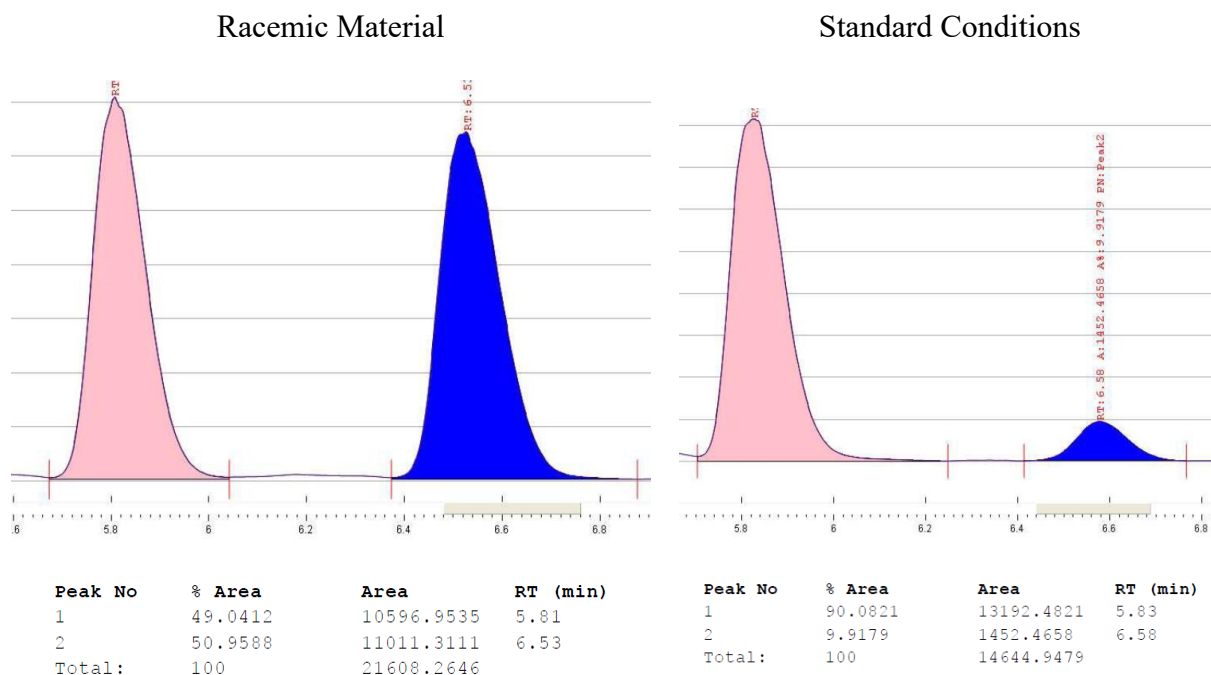 Racemic Material
Standard Conditions
RT
RT:6.53
RT:6.58 A:1452.4658 A%:9.9179 PN:Peak2
5.8
6
6.2
6.4
6.6
6.8
5.8
6
6.2
6.4
6.6
6.8
Peak No % Area Area RT (min)
1 49.0412 10596.9535 5.81
2 50.9588 11011.3111 6.53
Total: 100 21608.2646
Peak No % Area Area RT (min)
1 90.0821 13192.4821 5.83
2 9.9179 1452.4658 6.58
Total: 100 14644.9479